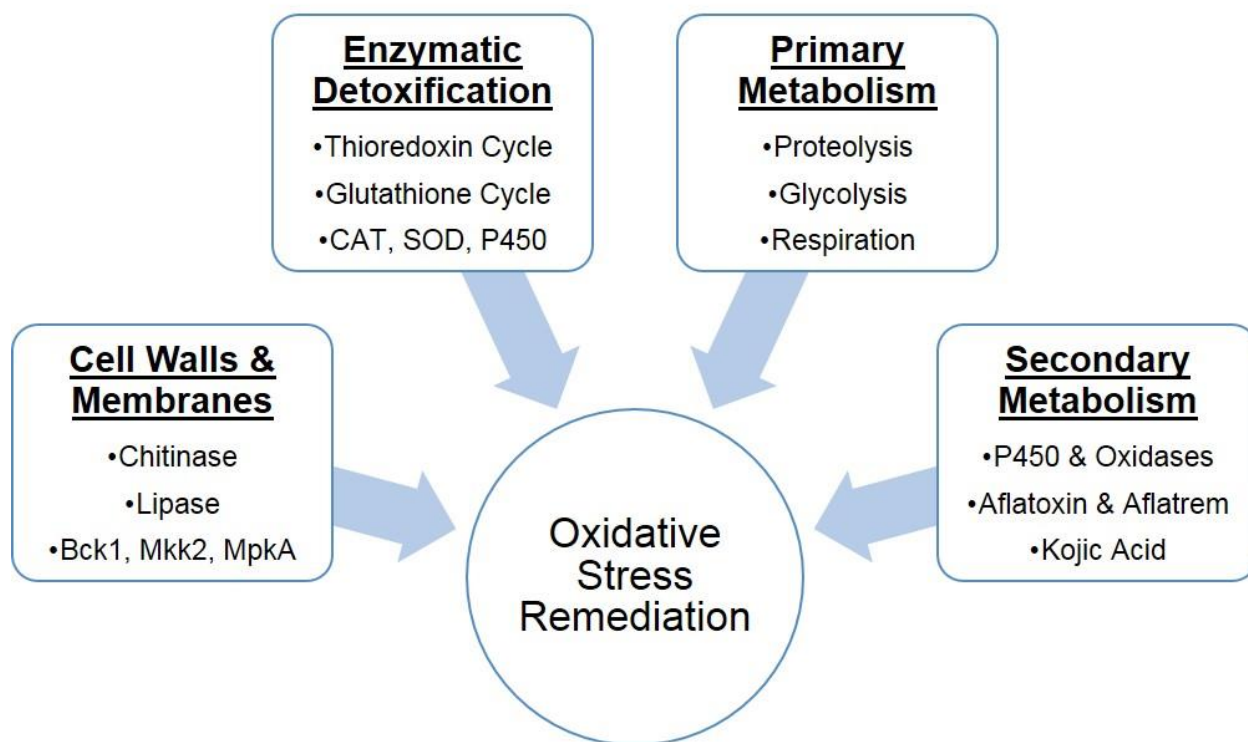 Enzymatic
Detoxification
•Thioredoxin Cycle
•Glutathione Cycle
•CAT, SOD, P450
Primary
Metabolism
•Proteolysis
•Glycolysis
•Respiration
Cell Walls &
Membranes
•Chitinase
•Lipase
•Bck1, Mkk2, MpkA
Secondary
Metabolism
•P450 & Oxidases
•Aflatoxin & Aflatrem
•Kojic Acid
Oxidative
Stress
Remediation